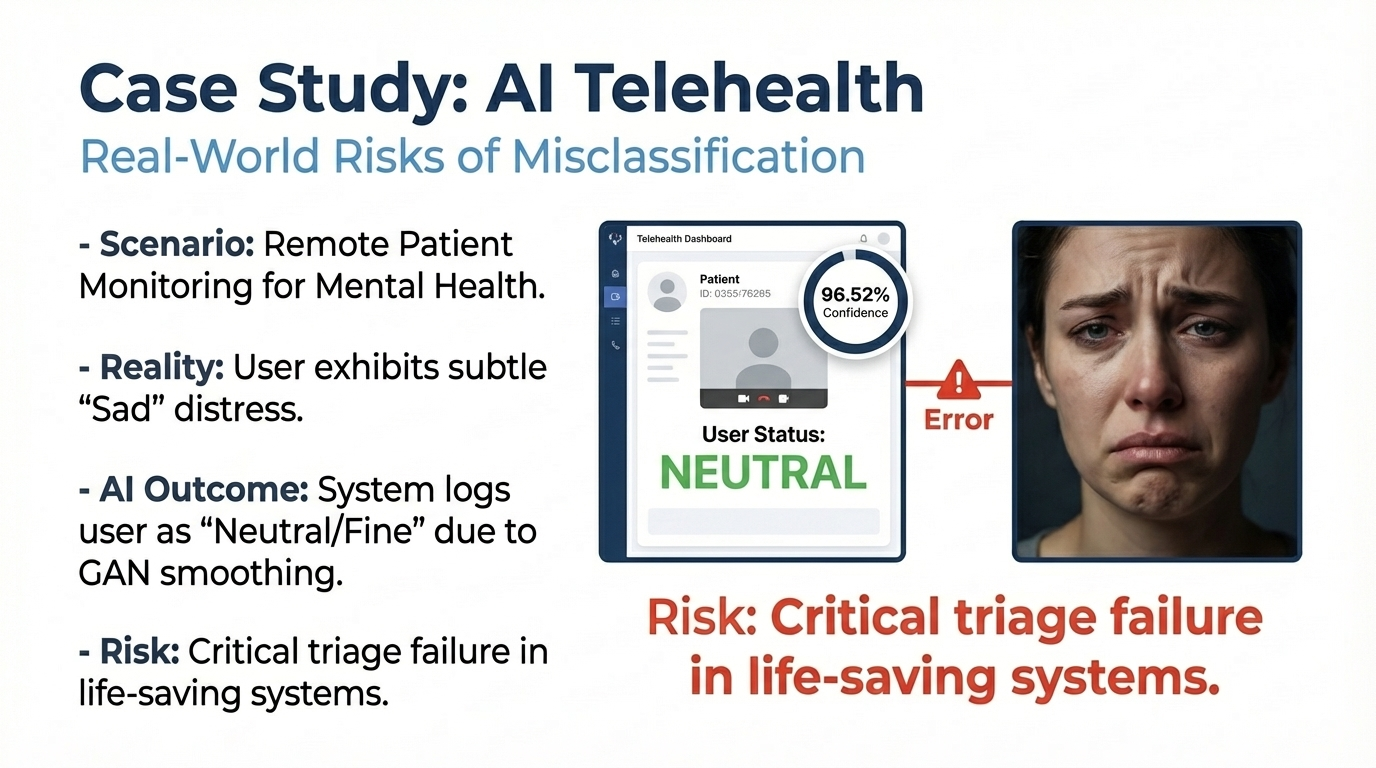 Case Study: AI Telehealth
Real-World Risks of Misclassification
- Scenario: Remote Patient
Monitoring for Mental Health.
- Reality: User exhibits subtle
“Sad” distress.
- AI Outcome: System logs
user as “Neutral/Fine” due to
GAN smoothing.
- Risk: Critical triage failure in
life-saving systems.
Telehealth Dashboard
Patient
ID: 0355/76285
96.52%
Confidence
User Status:
NEUTRAL
Error
Risk: Critical triage failure
in life-saving systems.